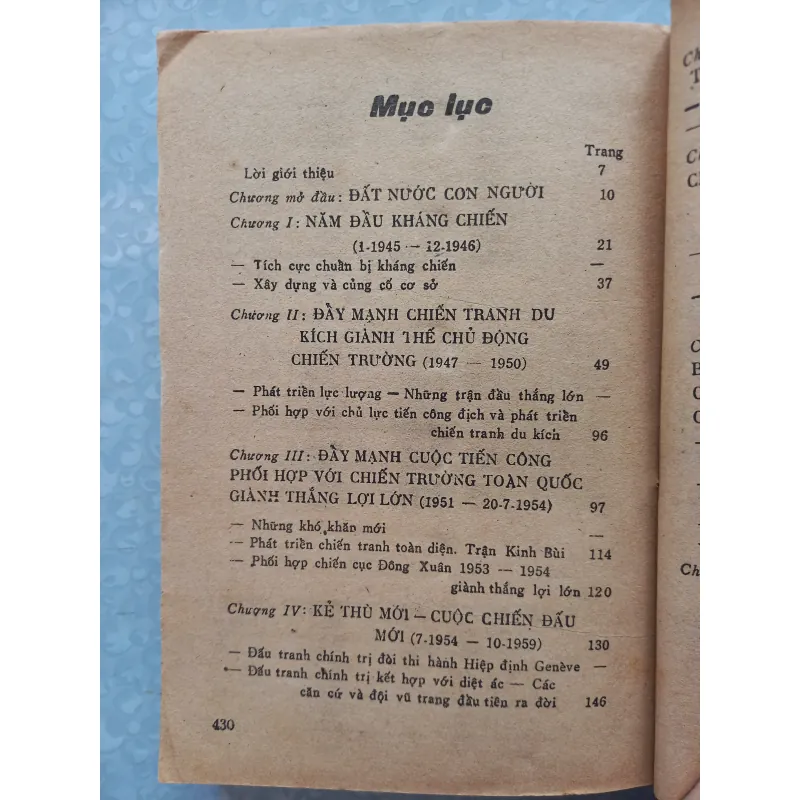 Mục lục
Trang
Lời giới thiệu 7
Chương mở đầu: ĐẤT NƯỚC CON NGƯỜI 10
Chương I: NĂM ĐẦU KHÁNG CHIẾN
(1-1945 — 12-1946) 21
— Tích cực chuẩn bị kháng chiến —
— Xây dựng và củng cố cơ sở 37
Chương II: ĐẨY MẠNH CHIẾN TRANH DU
KÍCH GIÀNH THẾ CHỦ ĐỘNG
CHIẾN TRƯỜNG (1947 — 1950) 49
— Phát triển lực lượng — Những trận đầu thắng lớn —
— Phối hợp với chủ lực tiến công địch và phát triển
chiến tranh du kích 96
Chương III: ĐẨY MẠNH CUỘC TIẾN CÔNG
PHỐI HỢP VỚI CHIẾN TRƯỜNG TOÀN QUỐC
GIÀNH THẮNG LỢI LỚN (1951 — 20-7-1954) 97
— Những khó khăn mới —
— Phát triển chiến tranh toàn diện. Trận Kinh Bùi 114
— Phối hợp chiến cục Đông Xuân 1953 — 1954
giành thắng lợi lớn 120
Chương IV: KẺ THÙ MỚI — CUỘC CHIẾN ĐẤU
MỚI (7-1954 — 10-1959) 130
— Đấu tranh chính trị đòi thi hành Hiệp định Genève —
— Đấu tranh chính trị kết hợp với diệt ác — Các
căn cứ và đội vũ trang đầu tiên ra đời 146
430